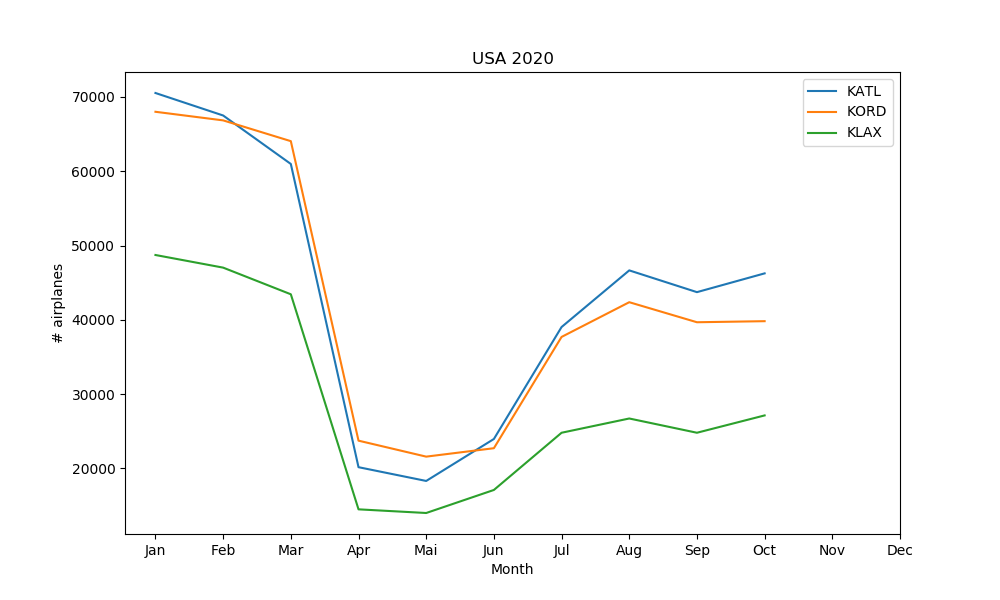 USA 2020
KATL
KORD
KLAX
70000
60000
50000
40000
30000
20000
# airplanes
Jan Feb Mar Apr Mai Jun Jul Aug Sep Oct Nov Dec
Month